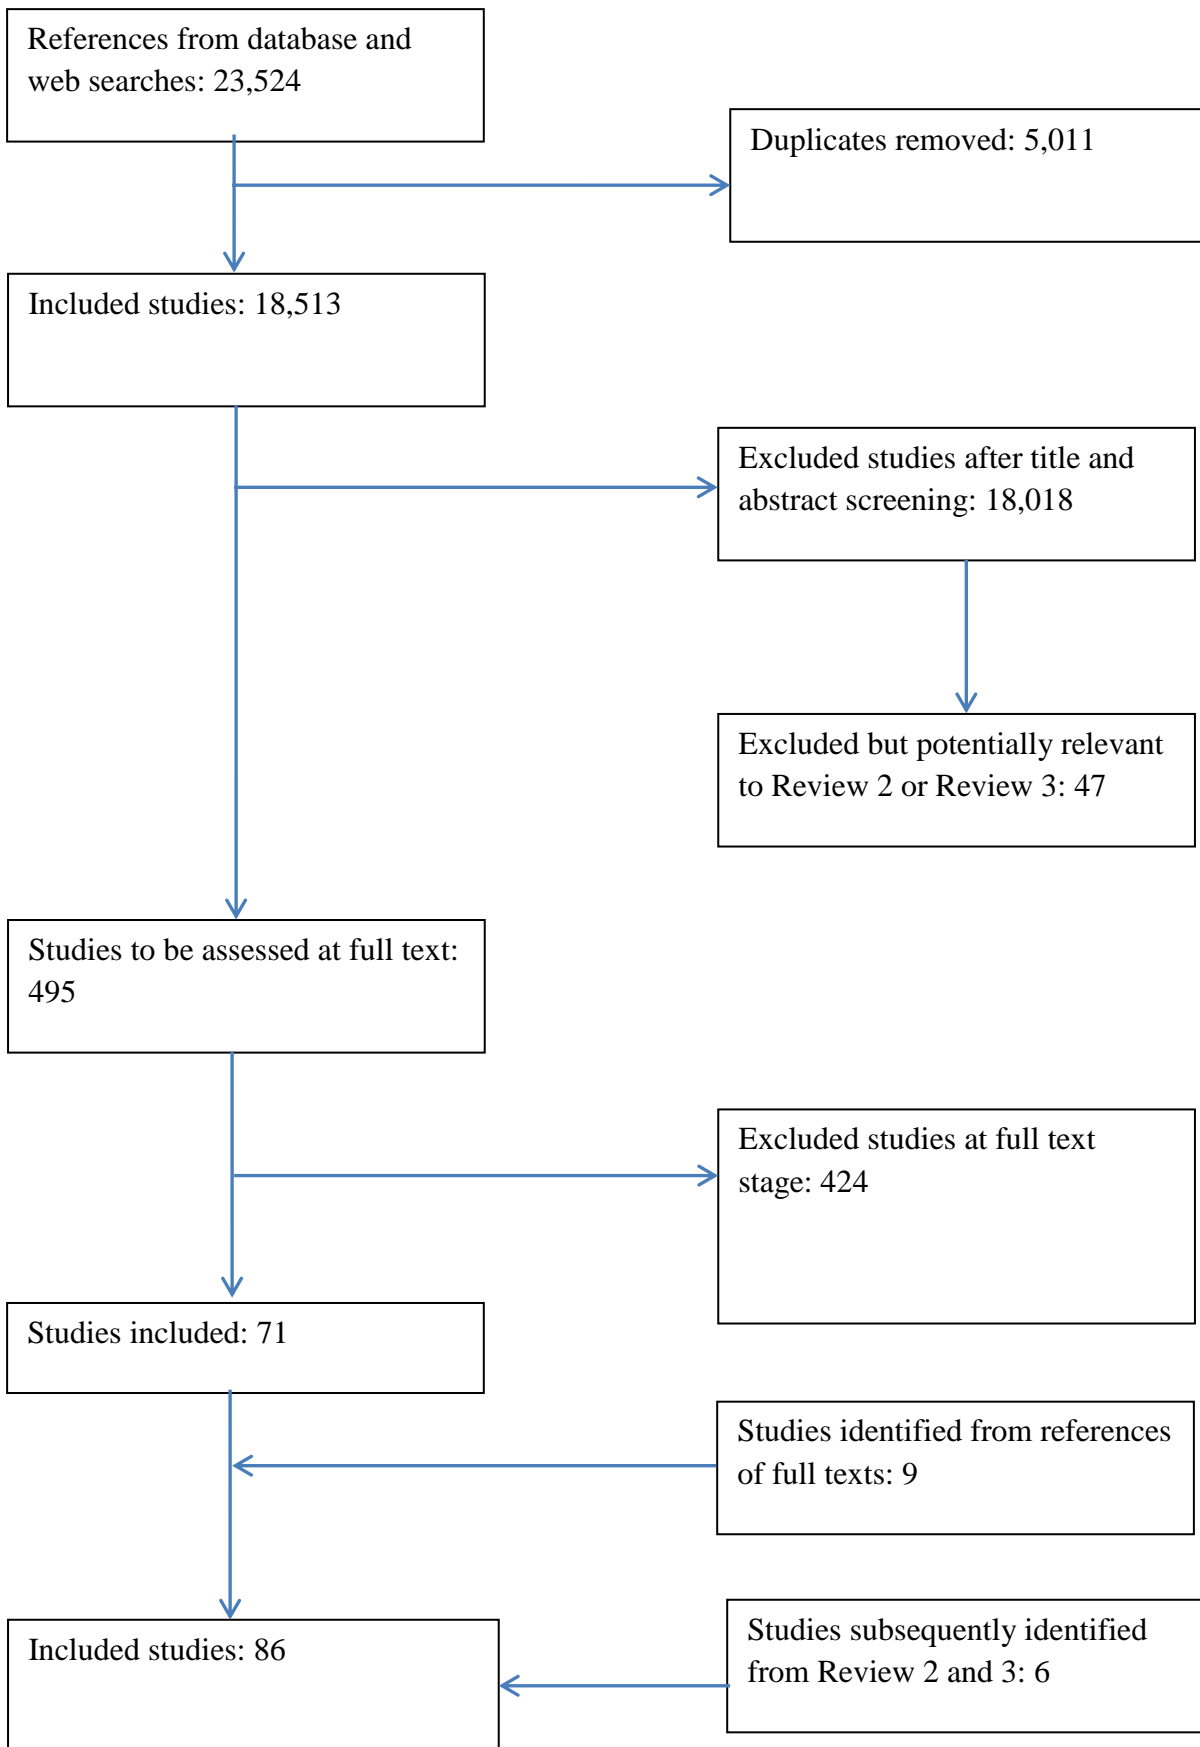 References from database and
web searches: 23,524
Duplicates removed: 5,011
Included studies: 18,513
Excluded studies after title and
abstract screening: 18,018
Excluded but potentially relevant
to Review 2 or Review 3: 47
Studies to be assessed at full text:
495
Excluded studies at full text
stage: 424
Studies included: 71
Studies identified from references
of full texts: 9
Studies subsequently identified
from Review 2 and 3: 6
Included studies: 86